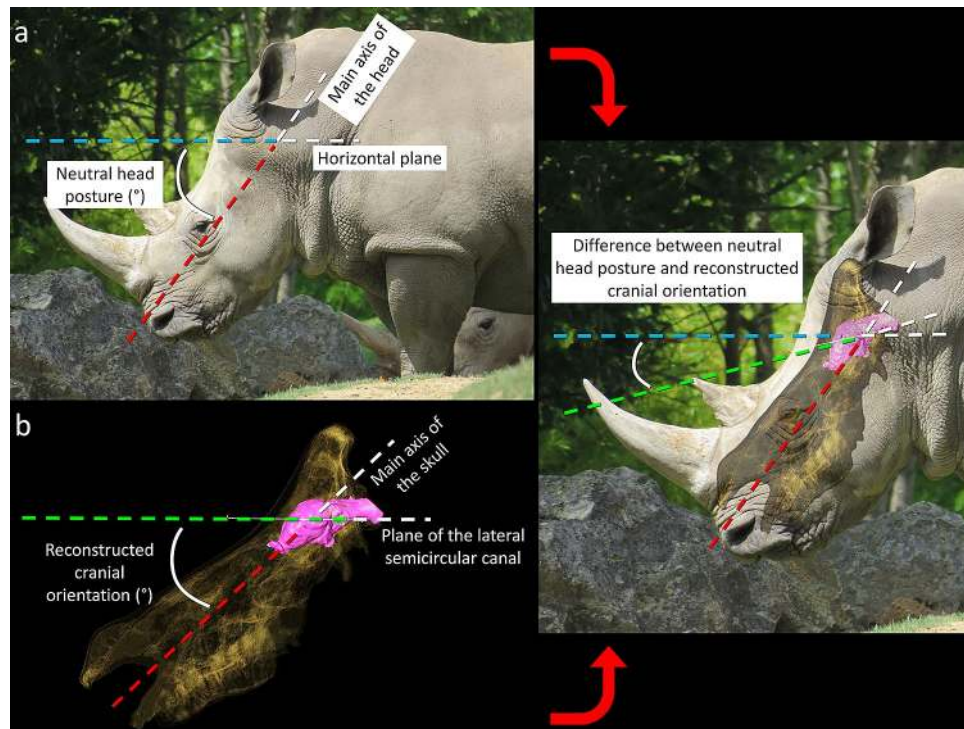 a
Main axis of
the head
Horizontal plane
Neutral head
posture (°)
b
Main axis of
the skull
Plane of the lateral
semicircular canal
Reconstructed
cranial
orientation (°)
Difference between neutral
head posture and reconstructed
cranial orientation